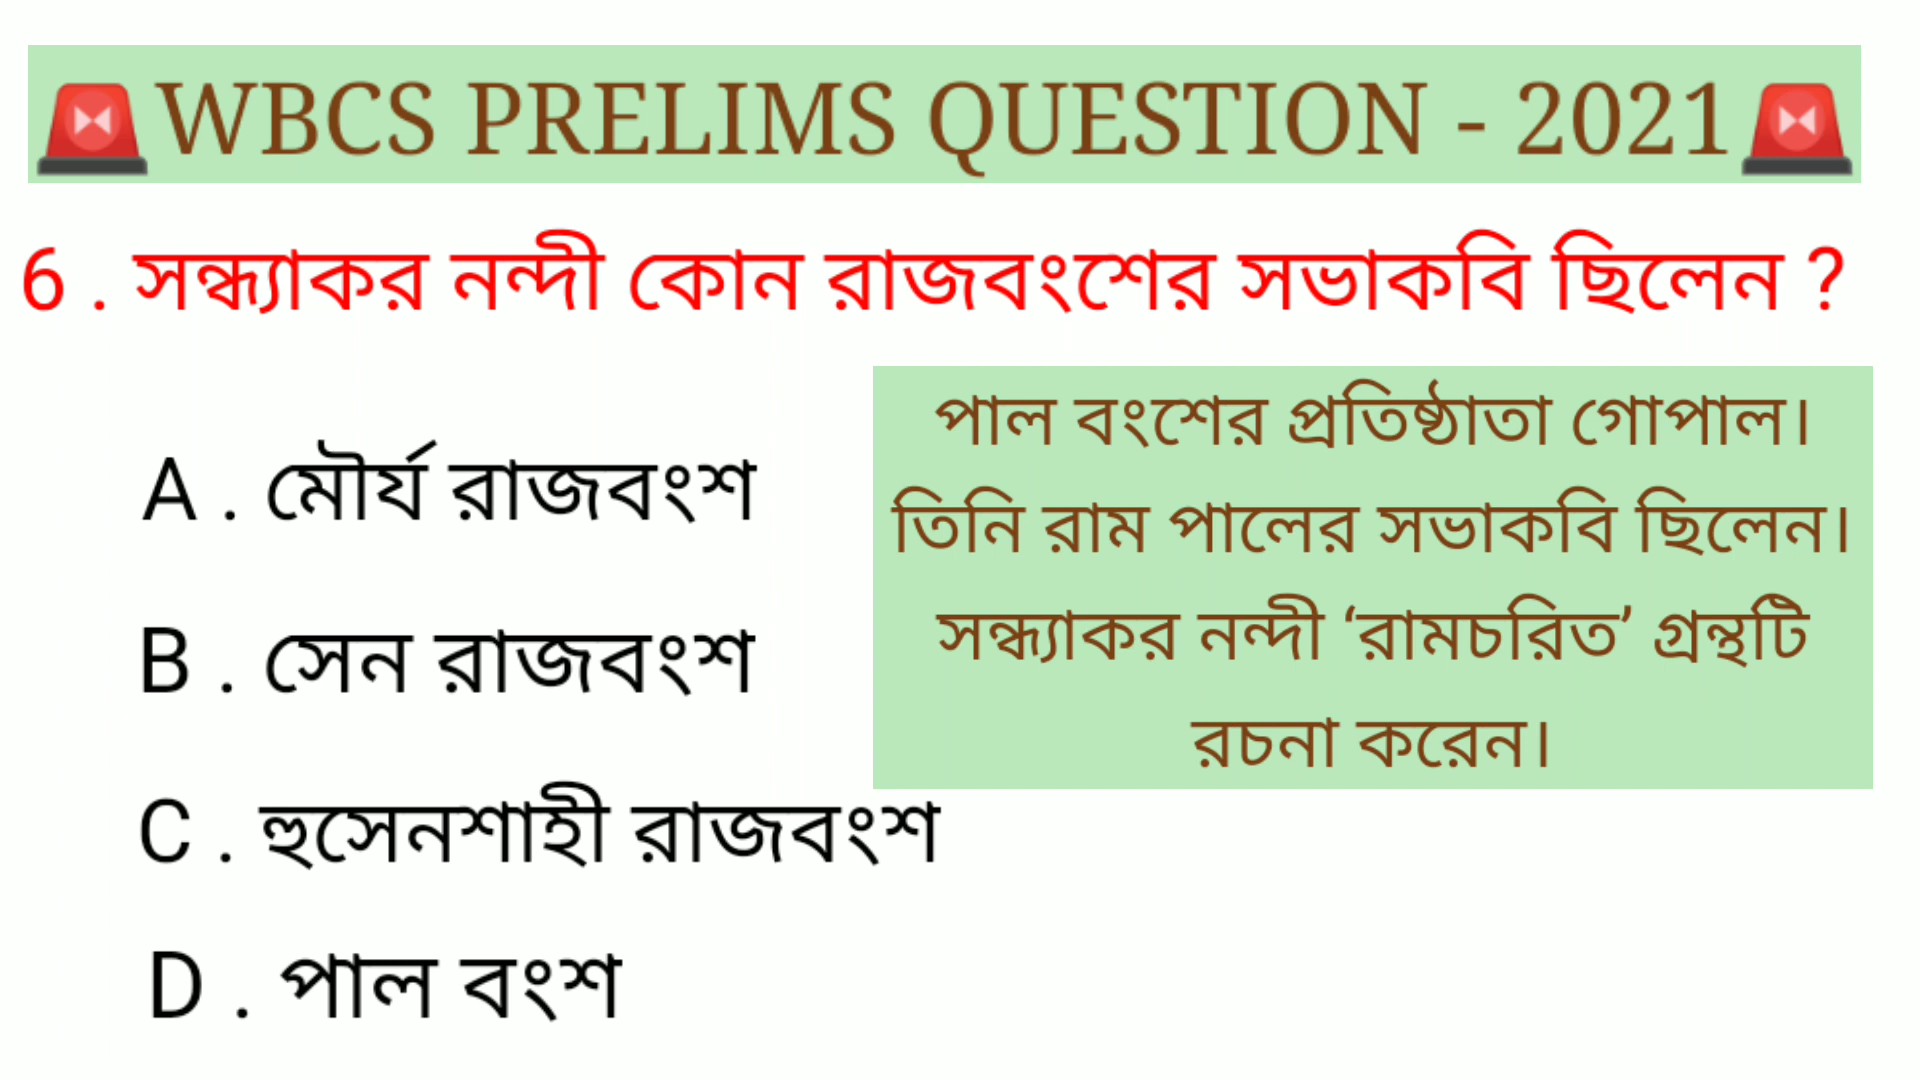 WBCS PRELIMS QUESTION - 2021
6 . সন্ধ্যাকর নন্দী কোন রাজবংশের সভাকবি ছিলেন ?
A . মৌর্য রাজবংশ
B . সেন রাজবংশ
C . হুসেনশাহী রাজবংশ
D . পাল বংশ
পাল বংশের প্রতিষ্ঠাতা গোপাল।
তিনি রাম পালের সভাকবি ছিলেন।
সন্ধ্যাকর নন্দী ‘রামচরিত’ গ্রন্থটি
রচনা করেন।